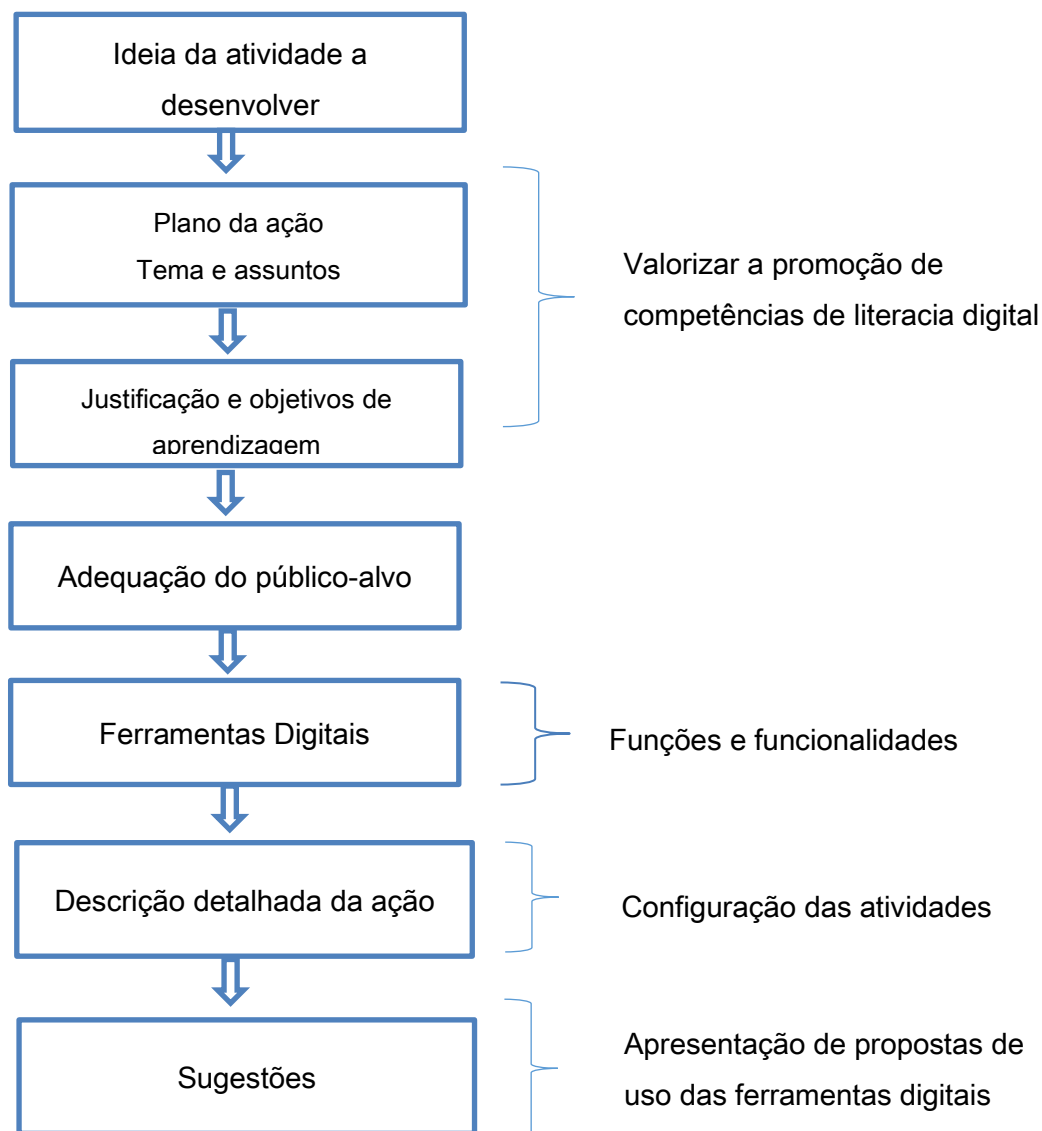 Ideia da atividade a
desenvolver
Plano da ação
Tema e assuntos
Valorizar a promoção de
competências de literacia digital
Justificação e objetivos de
aprendizagem
Adequação do público-alvo
Ferramentas Digitais
Funções e funcionalidades
Descrição detalhada da ação
Configuração das atividades
Sugestões
Apresentação de propostas de
uso das ferramentas digitais